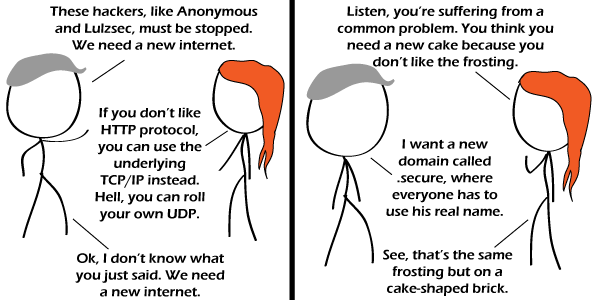 These hackers, like Anonymous
and Lulzsec, must be stopped.
We need a new internet.
If you don't like
HTTP protocol,
you can use the
underlying
TCP/IP instead.
Hell, you can roll
your own UDP.
Ok, I don't know what
you just said. We need
a new internet.
Listen, you're suffering from a
common problem. You think you
need a new cake because you
don't like the frosting.
I want a new
domain called
.secure, where
everyone has to
use his real name.
See, that's the same
frosting but on a
cake-shaped brick.